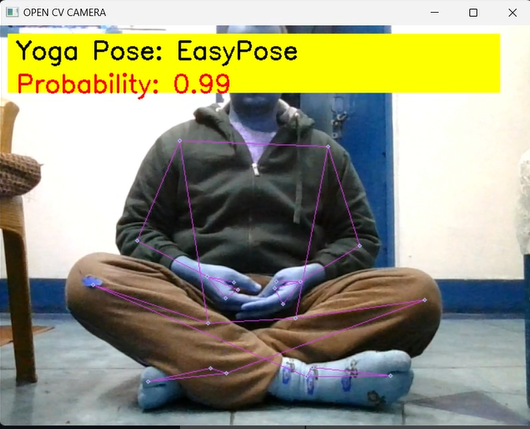 OPEN CV CAMERA
Yoga Pose: EasyPose
Probability: 0.99